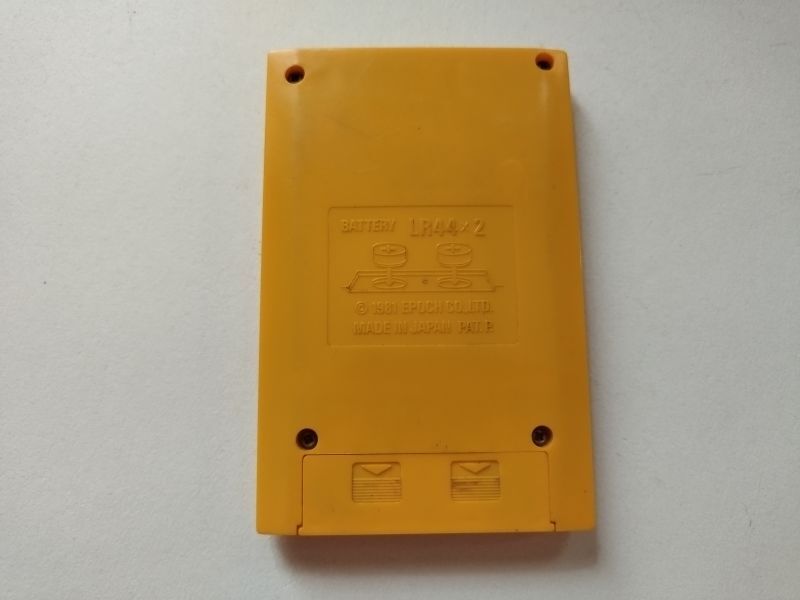 BATTERY LR44×2
© 1981 EPOCH CO., LTD.
MADE IN JAPAN PAT. P.